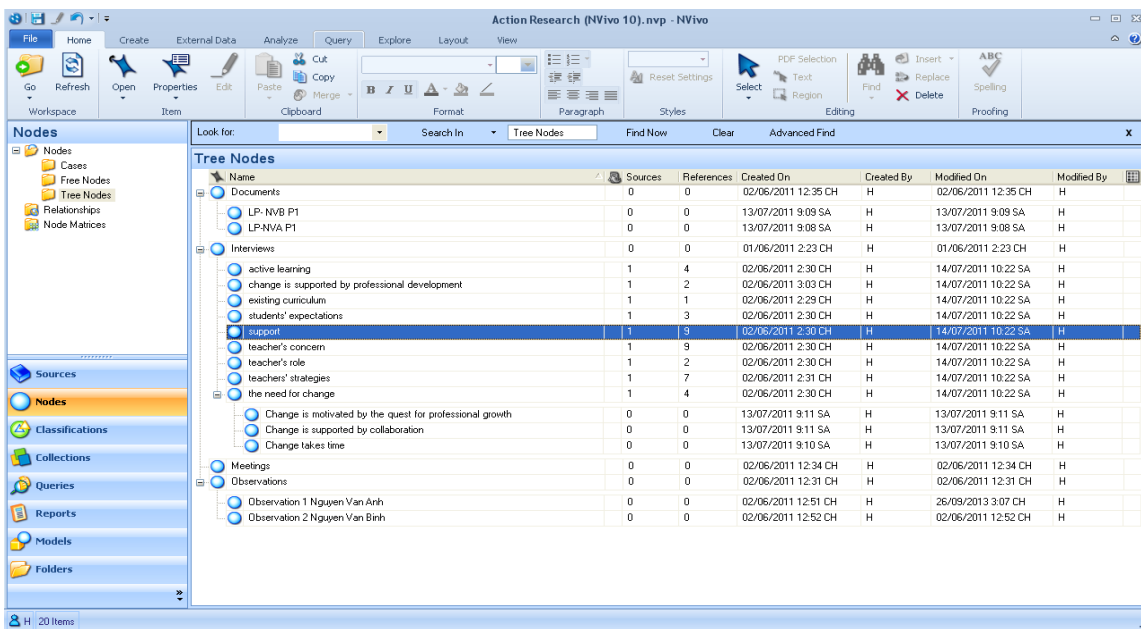 Action Research (NVivo 10).nvp - NVivo
File Home Create External Data Analyze Query Explore Layout View
Go Refresh Open Properties Edit Paste Cut Copy Merge B I U A Reset Settings Select PDF Selection Text Region Find Insert Replace Delete ABC Spelling
Workspace Item Clipboard Format Paragraph Styles Editing Proofing
Nodes Look for: Search In Tree Nodes Find Now Clear Advanced Find x
Nodes
Cases
Free Nodes
Tree Nodes
Relationships
Node Matrices
Tree Nodes
Name Sources References Created On Created By Modified On Modified By
Documents 0 0 02/06/2011 12:35 CH H 02/06/2011 12:35 CH H
LP- NVB P1 0 0 13/07/2011 9:09 SA H 13/07/2011 9:09 SA H
LP-NVA P1 0 0 13/07/2011 9:08 SA H 13/07/2011 9:08 SA H
Interviews 0 0 01/06/2011 2:23 CH H 01/06/2011 2:23 CH H
active learning 1 4 02/06/2011 2:30 CH H 14/07/2011 10:22 SA H
change is supported by professional development 1 2 02/06/2011 3:03 CH H 14/07/2011 10:22 SA H
existing curriculum 1 1 02/06/2011 2:29 CH H 14/07/2011 10:22 SA H
students' expectations 1 3 02/06/2011 2:30 CH H 14/07/2011 10:22 SA H
support 1 9 02/06/2011 2:30 CH H 14/07/2011 10:22 SA H
teacher's concern 1 9 02/06/2011 2:30 CH H 14/07/2011 10:22 SA H
teacher's role 1 2 02/06/2011 2:30 CH H 14/07/2011 10:22 SA H
teachers' strategies 1 7 02/06/2011 2:31 CH H 14/07/2011 10:22 SA H
the need for change 1 4 02/06/2011 2:30 CH H 14/07/2011 10:22 SA H
Change is motivated by the quest for professional growth 0 0 13/07/2011 9:11 SA H 13/07/2011 9:11 SA H
Change is supported by collaboration 0 0 13/07/2011 9:11 SA H 13/07/2011 9:11 SA H
Change takes time 0 0 13/07/2011 9:10 SA H 13/07/2011 9:10 SA H
Meetings 0 0 02/06/2011 12:34 CH H 02/06/2011 12:34 CH H
Observations 0 0 02/06/2011 12:31 CH H 02/06/2011 12:31 CH H
Observation 1 Nguyen Van Anh 0 0 02/06/2011 12:51 CH H 26/09/2013 3:07 CH H
Observation 2 Nguyen Van Binh 0 0 02/06/2011 12:52 CH H 02/06/2011 12:52 CH H
Sources
Nodes
Classifications
Collections
Queries
Reports
Models
Folders
H 20 Items